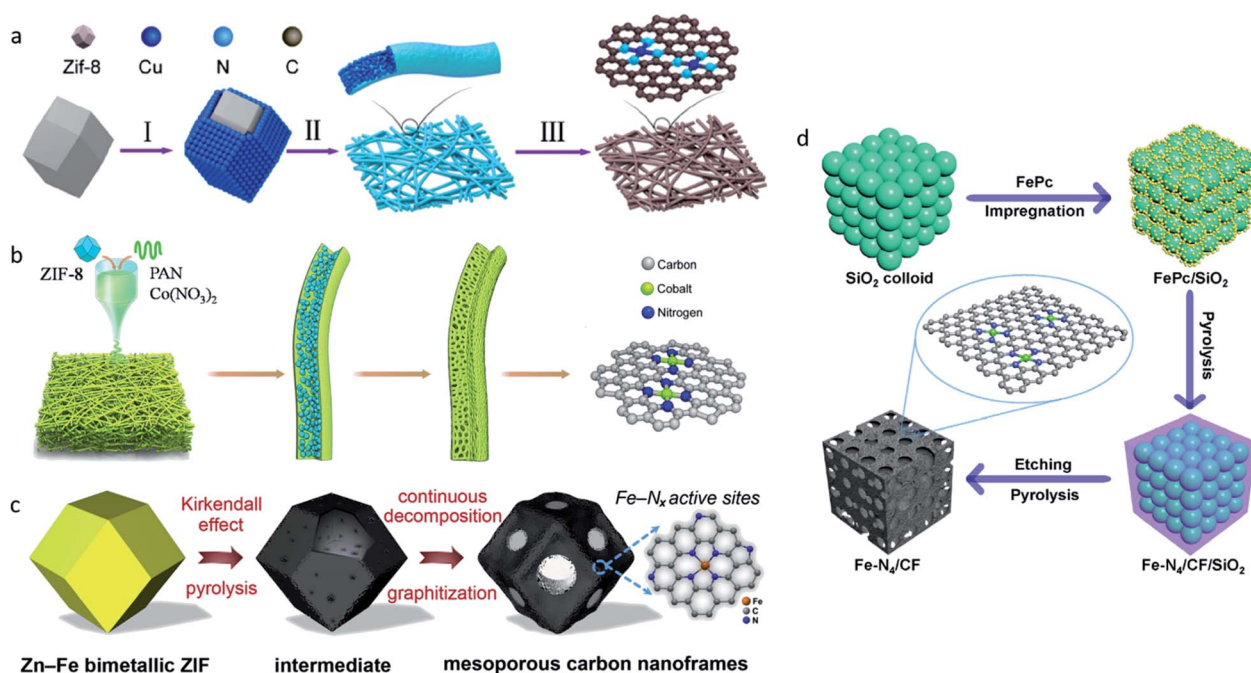 a
Zif-8 Cu N C
I II III
b
ZIF-8
PAN
Co(NO3)2
Carbon
Cobalt
Nitrogen
c
Kirkendall
effect
pyrolysis
continuous
decomposition
graphitization
Fe–Nx active sites
Fe
C
N
Zn–Fe bimetallic ZIF intermediate mesoporous carbon nanoframes
d
FePc
Impregnation
SiO2 colloid
FePc/SiO2
Pyrolysis
Etching
Pyrolysis
Fe-N4/CF
Fe-N4/CF/SiO2